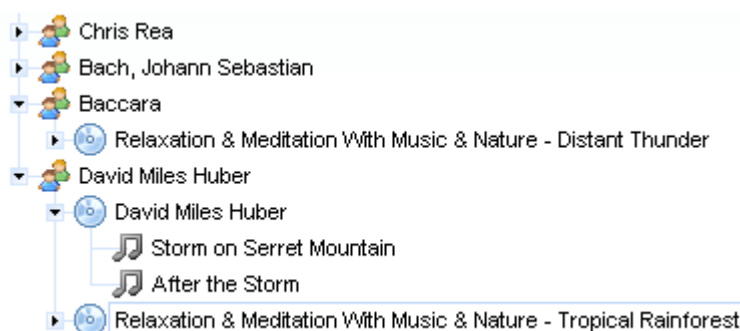 Chris Rea
Bach, Johann Sebastian
Baccara
Relaxation & Meditation With Music & Nature - Distant Thunder
David Miles Huber
David Miles Huber
Storm on Serret Mountain
After the Storm
Relaxation & Meditation With Music & Nature - Tropical Rainforest